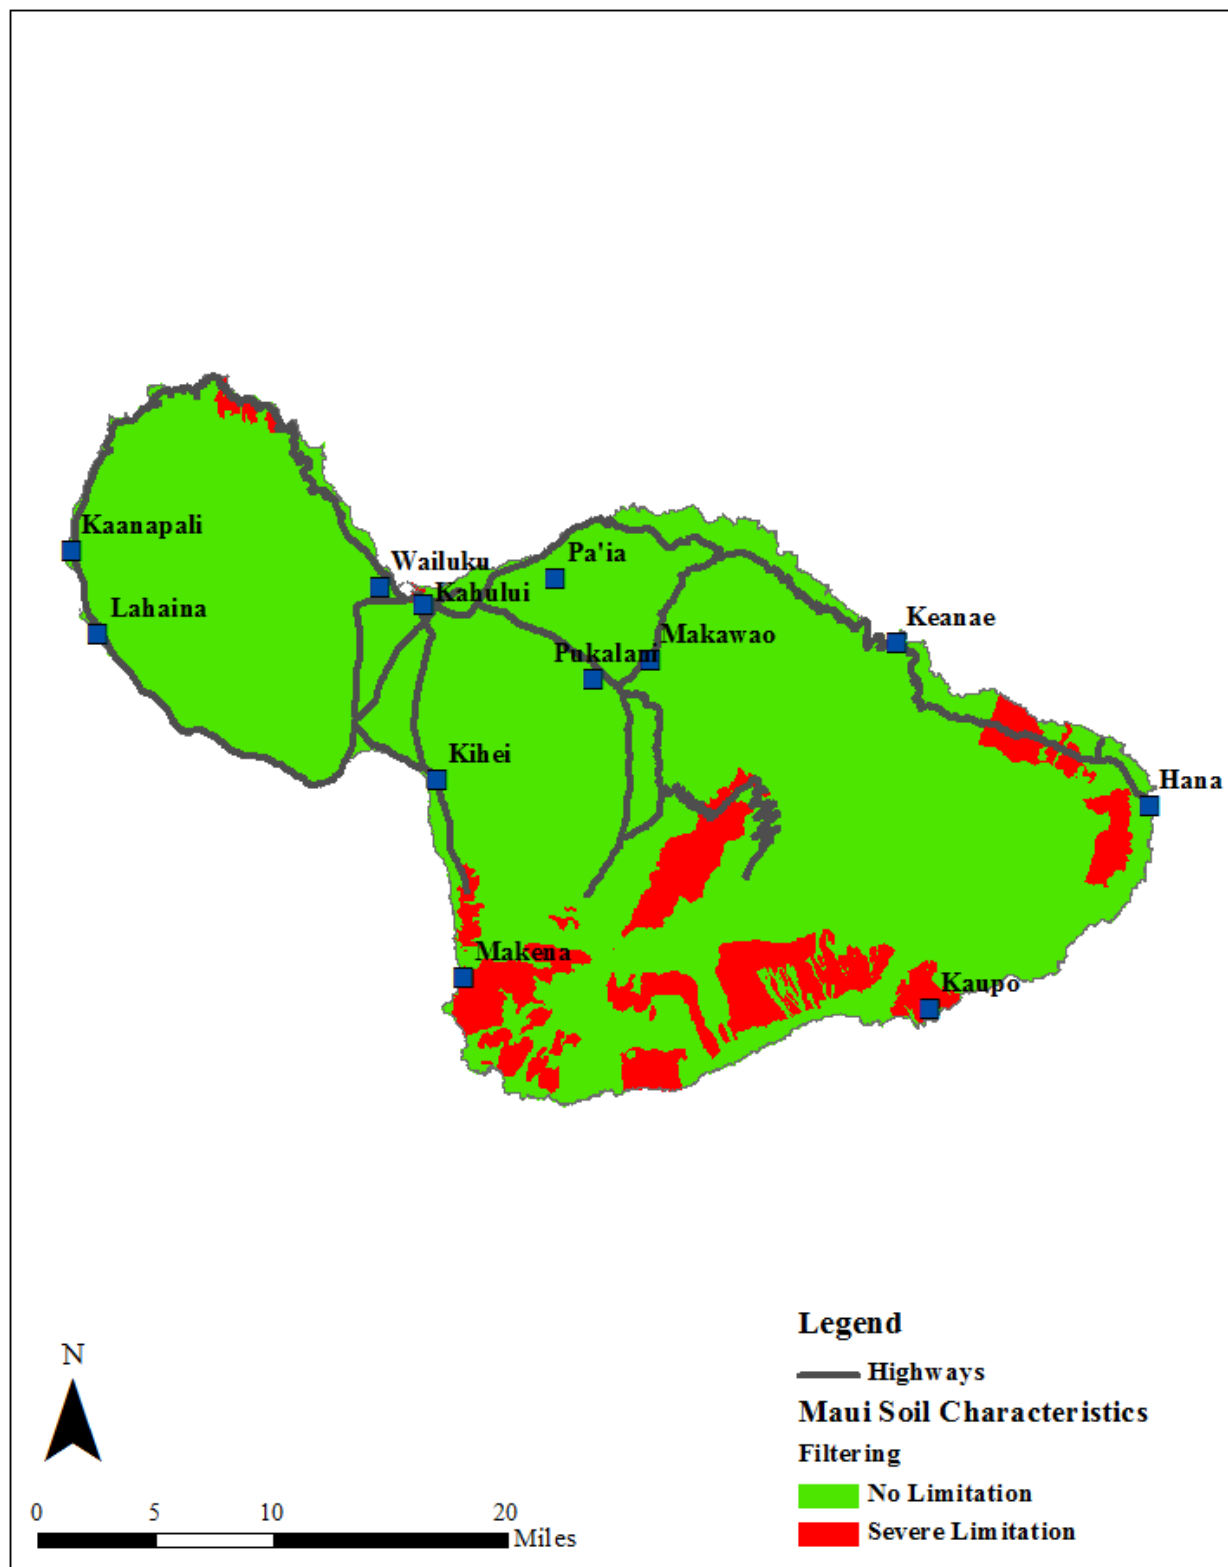 Kaanapali
Pa'ia
Wailuku
Kahului
Lahaina
Keanae
Makawao
Pukalani
Kihei
Hana
Makena
Kaupo
Legend
Highways
Maui Soil Characteristics
Filtering
No Limitation
Severe Limitation
N
0 5 10 20
Miles